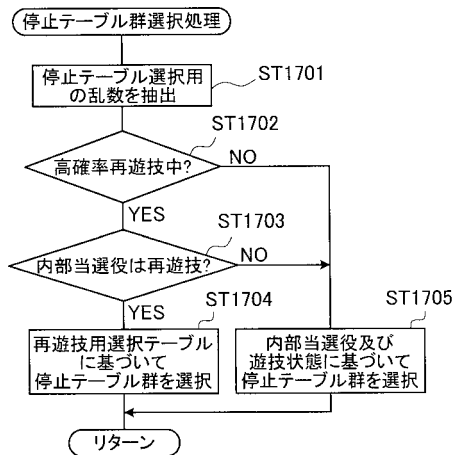 停止テーブル群選択処理
ST1701
停止テーブル選択用
の乱数を抽出
ST1702
高確率再遊技中?
NO
YES
ST1703
内部当選役は再遊技?
NO
YES
ST1704
再遊技用選択テーブル
に基づいて
停止テーブル群を選択
ST1705
内部当選役及び
遊技状態に基づいて
停止テーブル群を選択
リターン